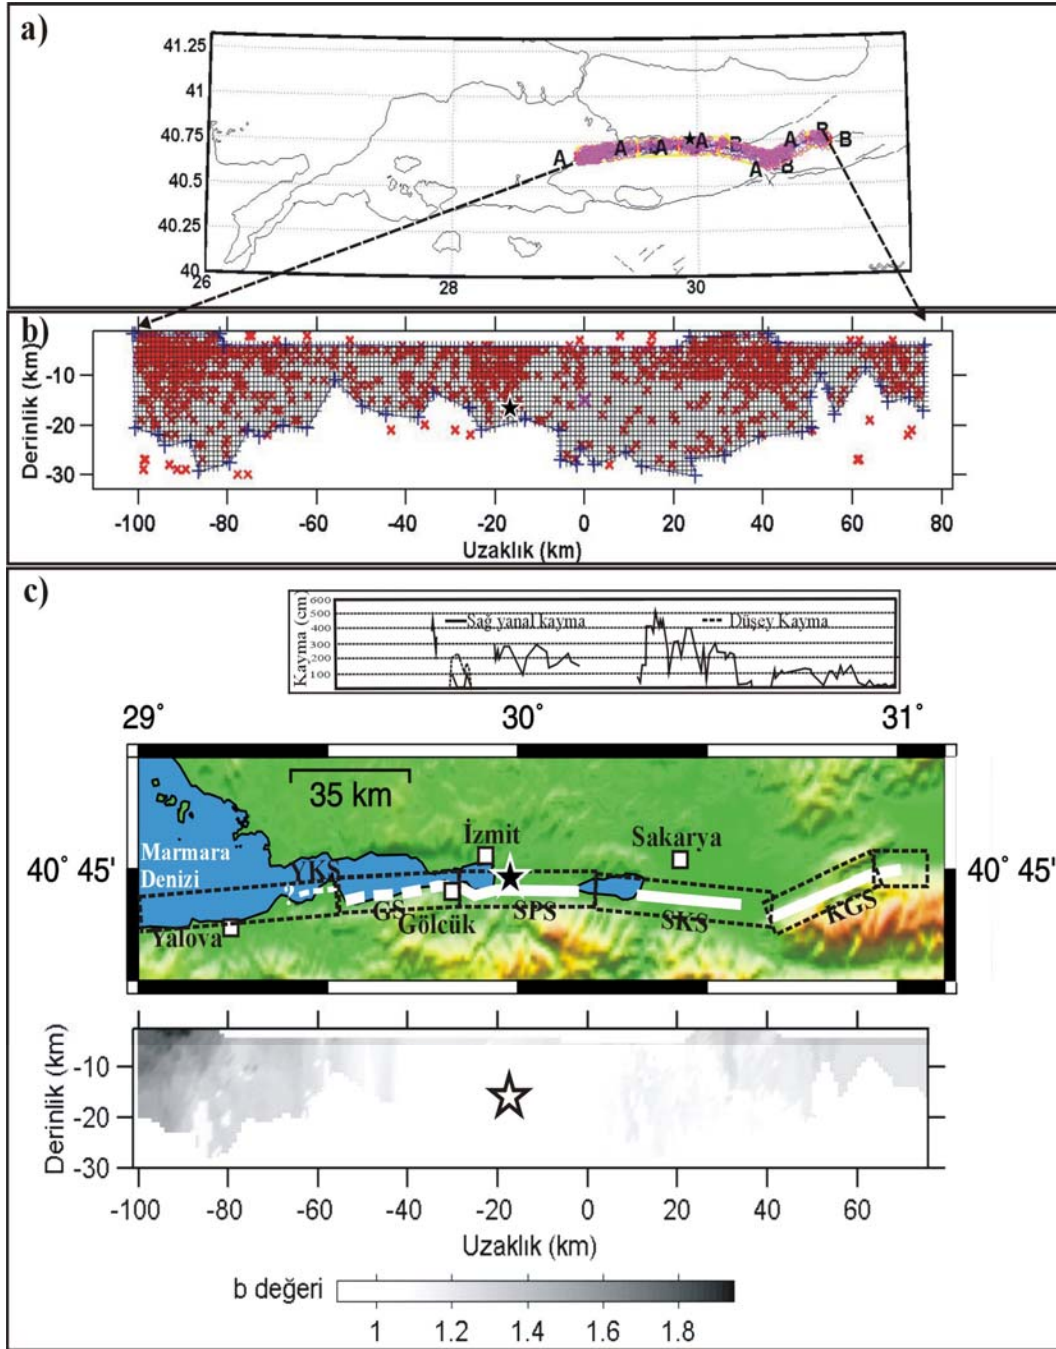 a)
41.25
41
40.75
40.5
40.25
40
A
A
A
A
B
A
B
B
A
B
26
28
30
b)
Derinlik (km)
-10
-20
-30
-100
-80
-60
-40
-20
0
20
40
60
80
Uzaklık (km)
c)
Kayma (cm)
600
500
400
300
200
100
Sağ yanal kayma
Düşey Kayma
29°
30°
31°
35 km
40° 45'
40° 45'
Marmara
Denizi
YKS
İzmit
Sakarya
GS
Gölcük
SPS
SKS
KGS
Yalova
Derinlik (km)
-10
-20
-30
-100
-80
-60
-40
-20
0
20
40
60
Uzaklık (km)
b değeri
1
1.2
1.4
1.6
1.8